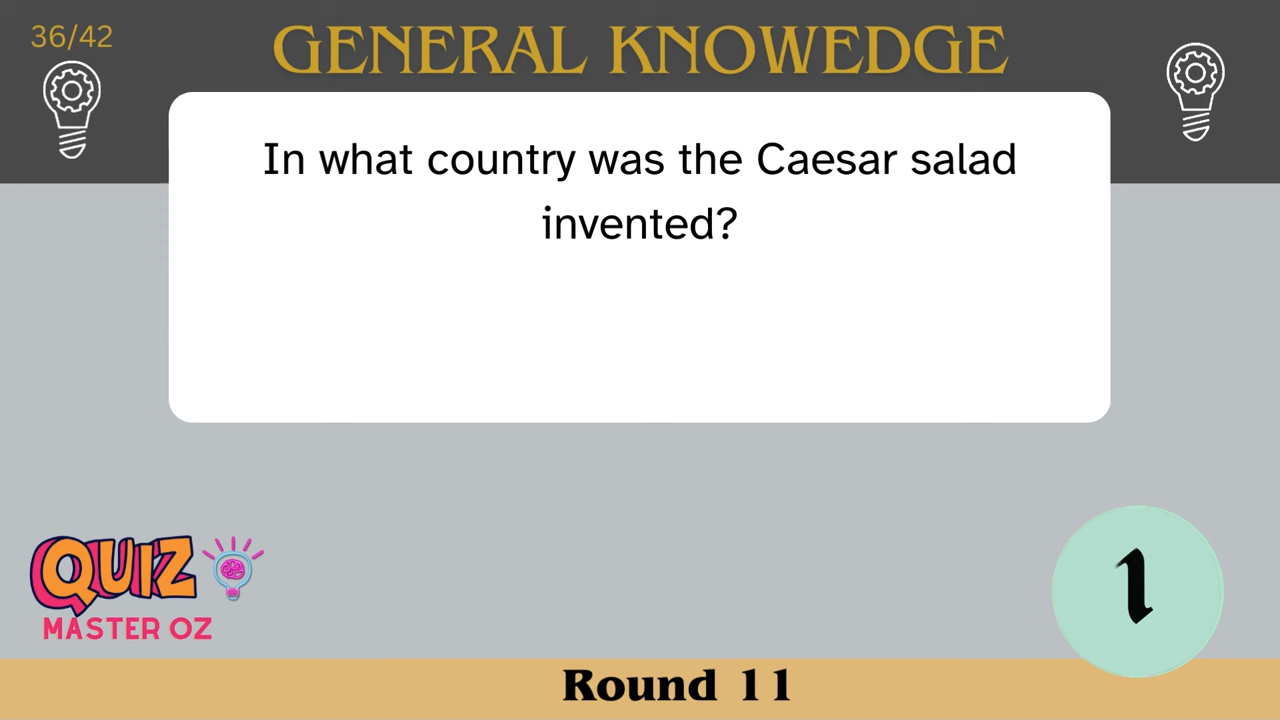 36/42
GENERAL KNOWEDGE
In what country was the Caesar salad
invented?
QUIZ
MASTER OZ
1
Round 11